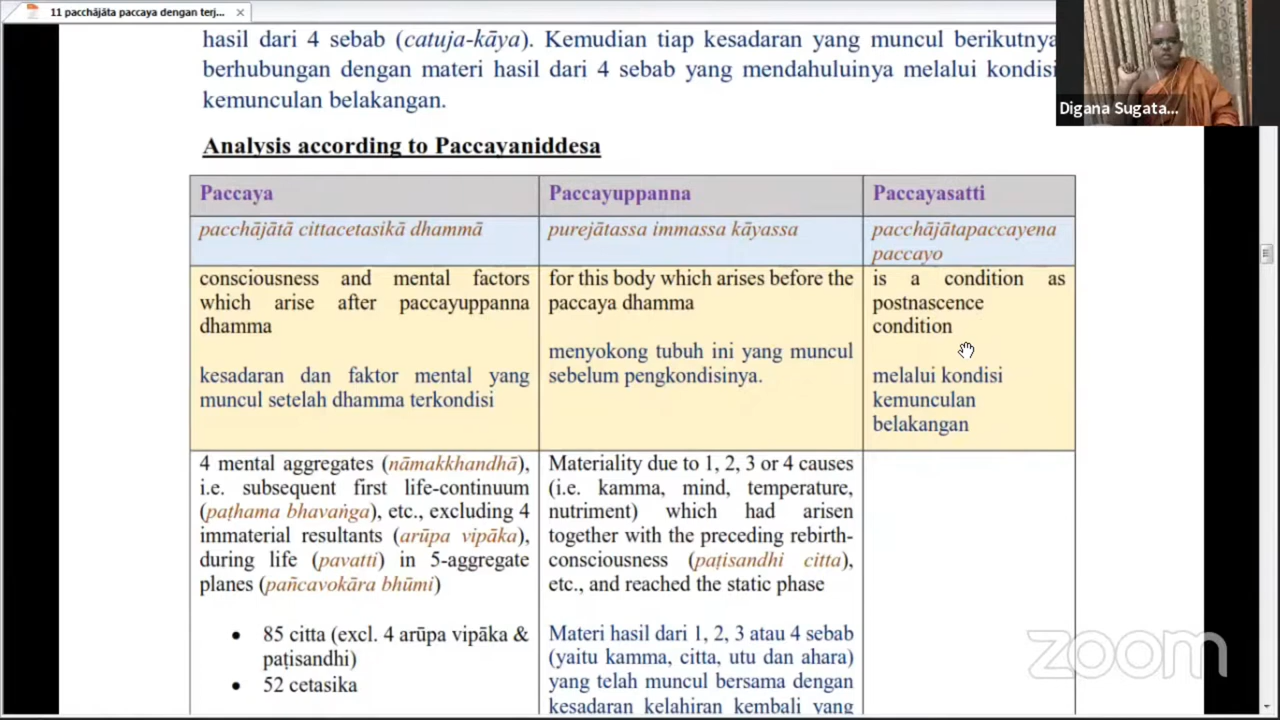 11 pacchājāta paccaya dengan terj...
hasil dari 4 sebab (catuja-kāya). Kemudian tiap kesadaran yang muncul berikutnya
berhubungan dengan materi hasil dari 4 sebab yang mendahuluinya melalui kondisi
kemunculan belakangan.
Digana Sugata...
Analysis according to Paccayaniddesa
Paccaya
Paccayuppanna
Paccayasatti
pacchājātā cittacetasikā dhammā
purejātassa immassa kāyassa
pacchājātapaccayena
paccayo
consciousness and mental factors
which arise after paccayuppanna
dhamma
kesadaran dan faktor mental yang
muncul setelah dhamma terkondisi
for this body which arises before the
paccaya dhamma
menyokong tubuh ini yang muncul
sebelum pengkondisinya.
is a condition as
postnascence
condition
melalui kondisi
kemunculan
belakangan
4 mental aggregates (nāmakkhandhā),
i.e. subsequent first life-continuum
(paṭhama bhavaṅga), etc., excluding 4
immaterial resultants (arūpa vipāka),
during life (pavatti) in 5-aggregate
planes (pañcavokāra bhūmi)
• 85 citta (excl. 4 arūpa vipāka &
paṭisandhi)
• 52 cetasika
Materiality due to 1, 2, 3 or 4 causes
(i.e. kamma, mind, temperature,
nutriment) which had arisen
together with the preceding rebirth-
consciousness (paṭisandhi citta),
etc., and reached the static phase
Materi hasil dari 1, 2, 3 atau 4 sebab
(yaitu kamma, citta, utu dan ahara)
yang telah muncul bersama dengan
kesadaran kelahiran kembali yang
zoom